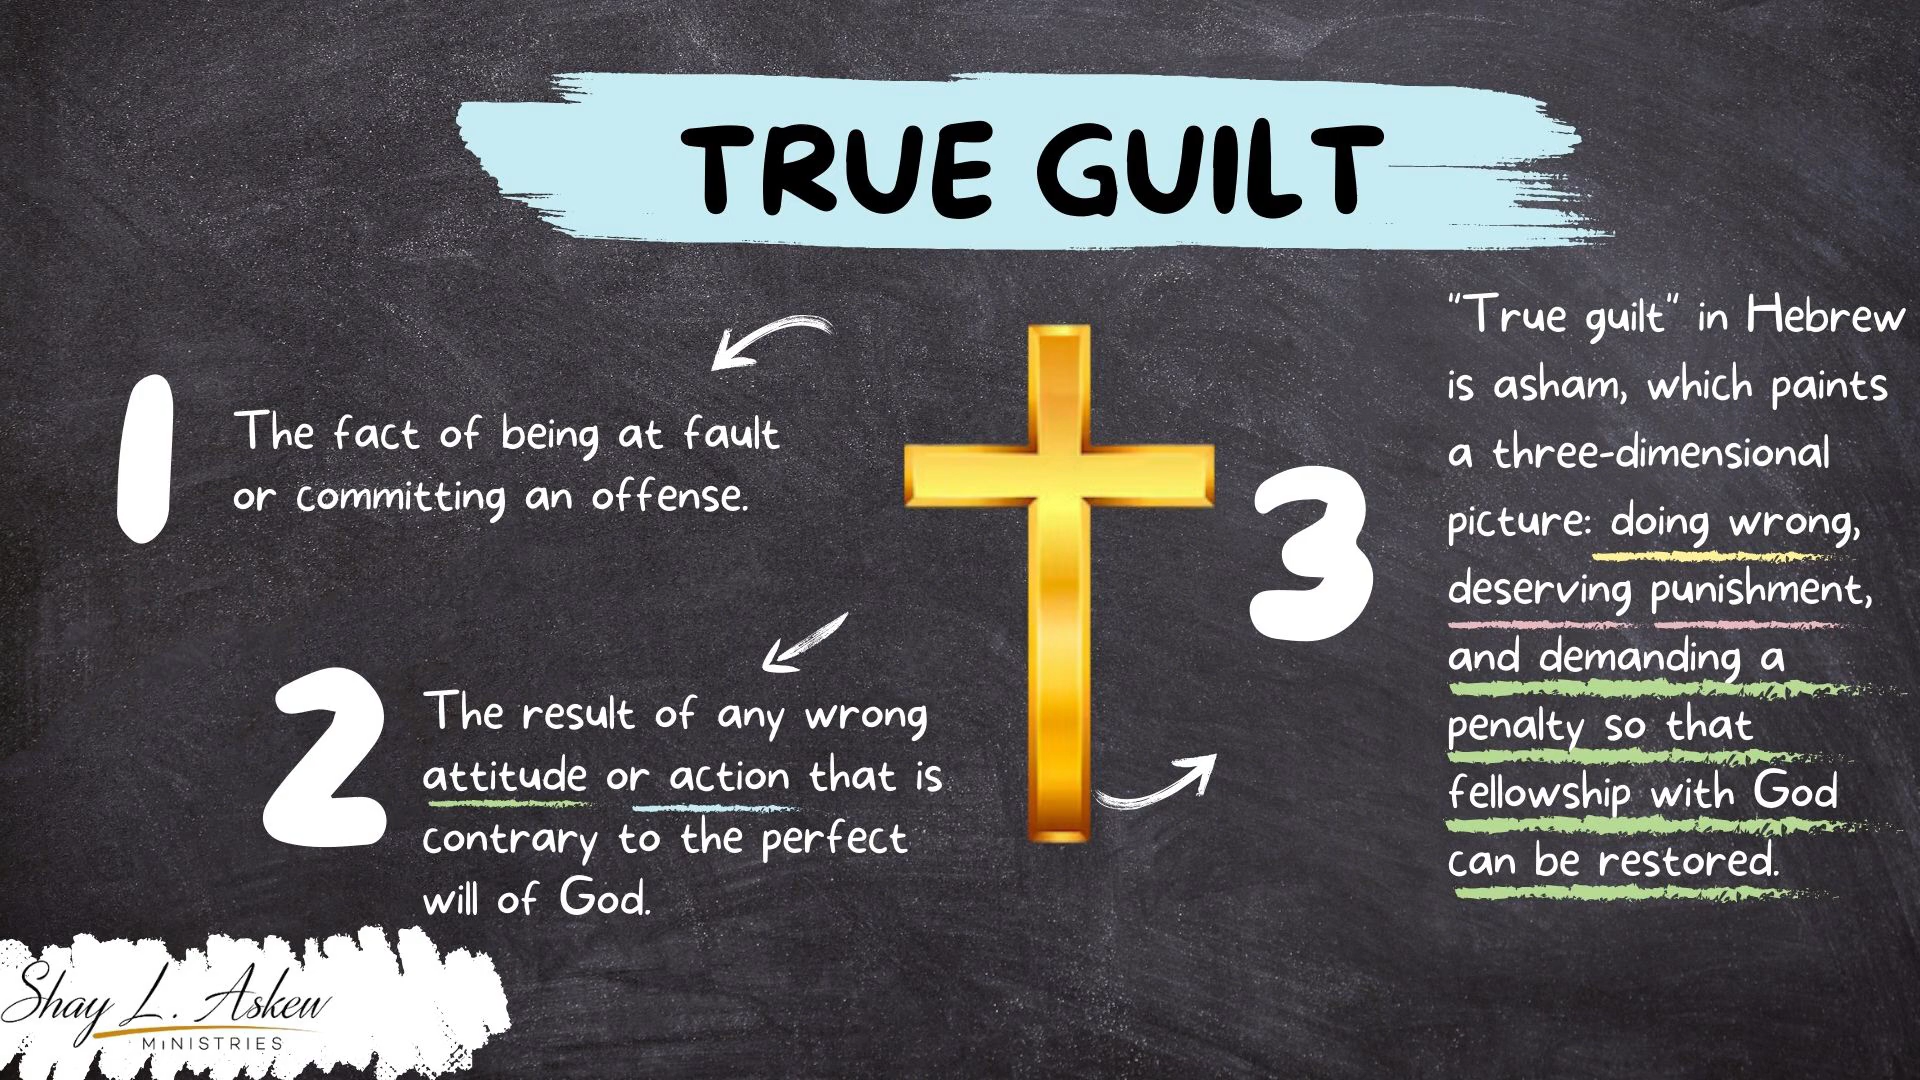 TRUE GUILT
1
The fact of being at fault
or committing an offense.
2
The result of any wrong
attitude or action that is
contrary to the perfect
will of God.
3
"True guilt" in Hebrew
is asham, which paints
a three-dimensional
picture: doing wrong,
deserving punishment,
and demanding a
penalty so that
fellowship with God
can be restored.
Shay L. Askew
MiNISTRIES